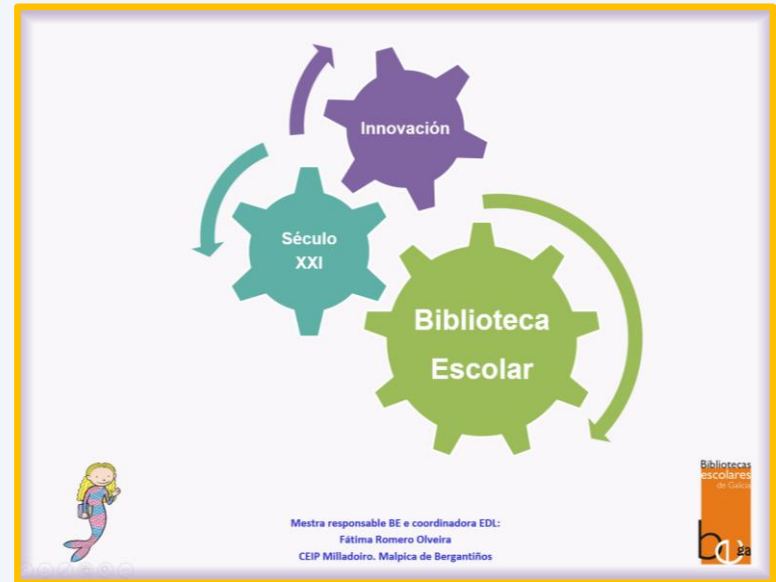 Innovación
Século
XXI
Biblioteca
Escolar
Bibliotecas
escolares
de Galicia
Mestra responsable BE e coordinadora EDL:
Fátima Romero Olveira
CEIP Milladoiro. Malpica de Bergantiños
be
ga